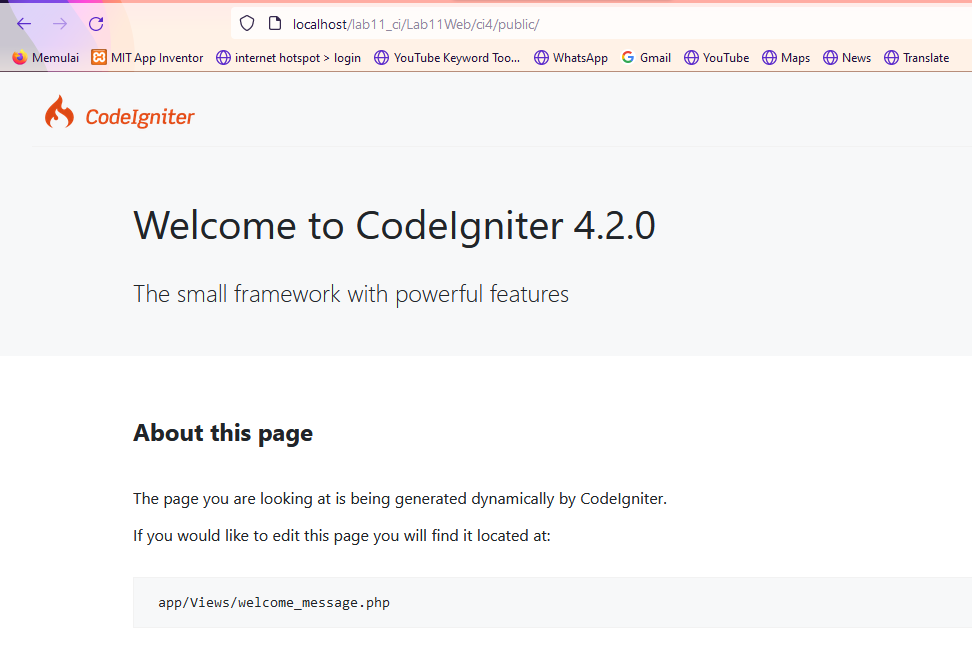 localhost/lab11_ci/Lab11Web/ci4/public/
Memulai MIT App Inventor internet hotspot > login YouTube Keyword Too... WhatsApp Gmail YouTube Maps News Translate
CodeIgniter
Welcome to CodeIgniter 4.2.0
The small framework with powerful features
About this page
The page you are looking at is being generated dynamically by CodeIgniter.
If you would like to edit this page you will find it located at:
app/Views/welcome_message.php